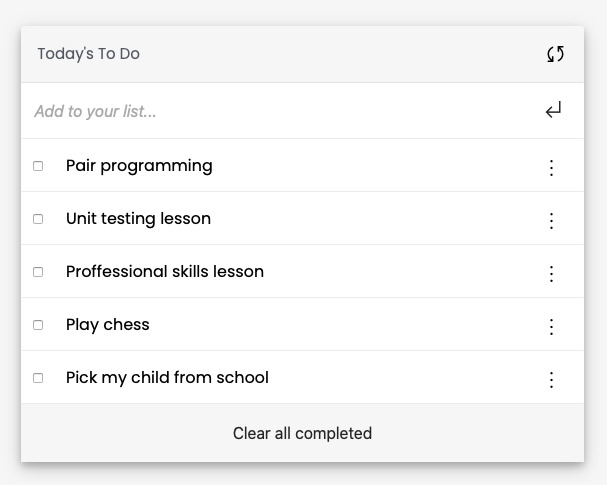 Today's To Do
Add to your list...
Pair programming
Unit testing lesson
Proffessional skills lesson
Play chess
Pick my child from school
Clear all completed